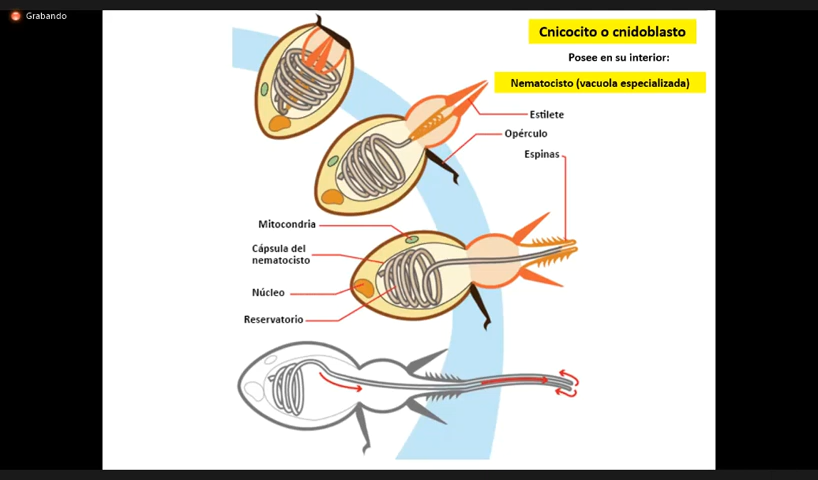 Grabando
Cnicocito o cnidoblasto
Posee en su interior:
Nematocisto (vacuola especializada)
Estilete
Opérculo
Espinas
Mitocondria
Cápsula del
nematocisto
Núcleo
Reservatorio